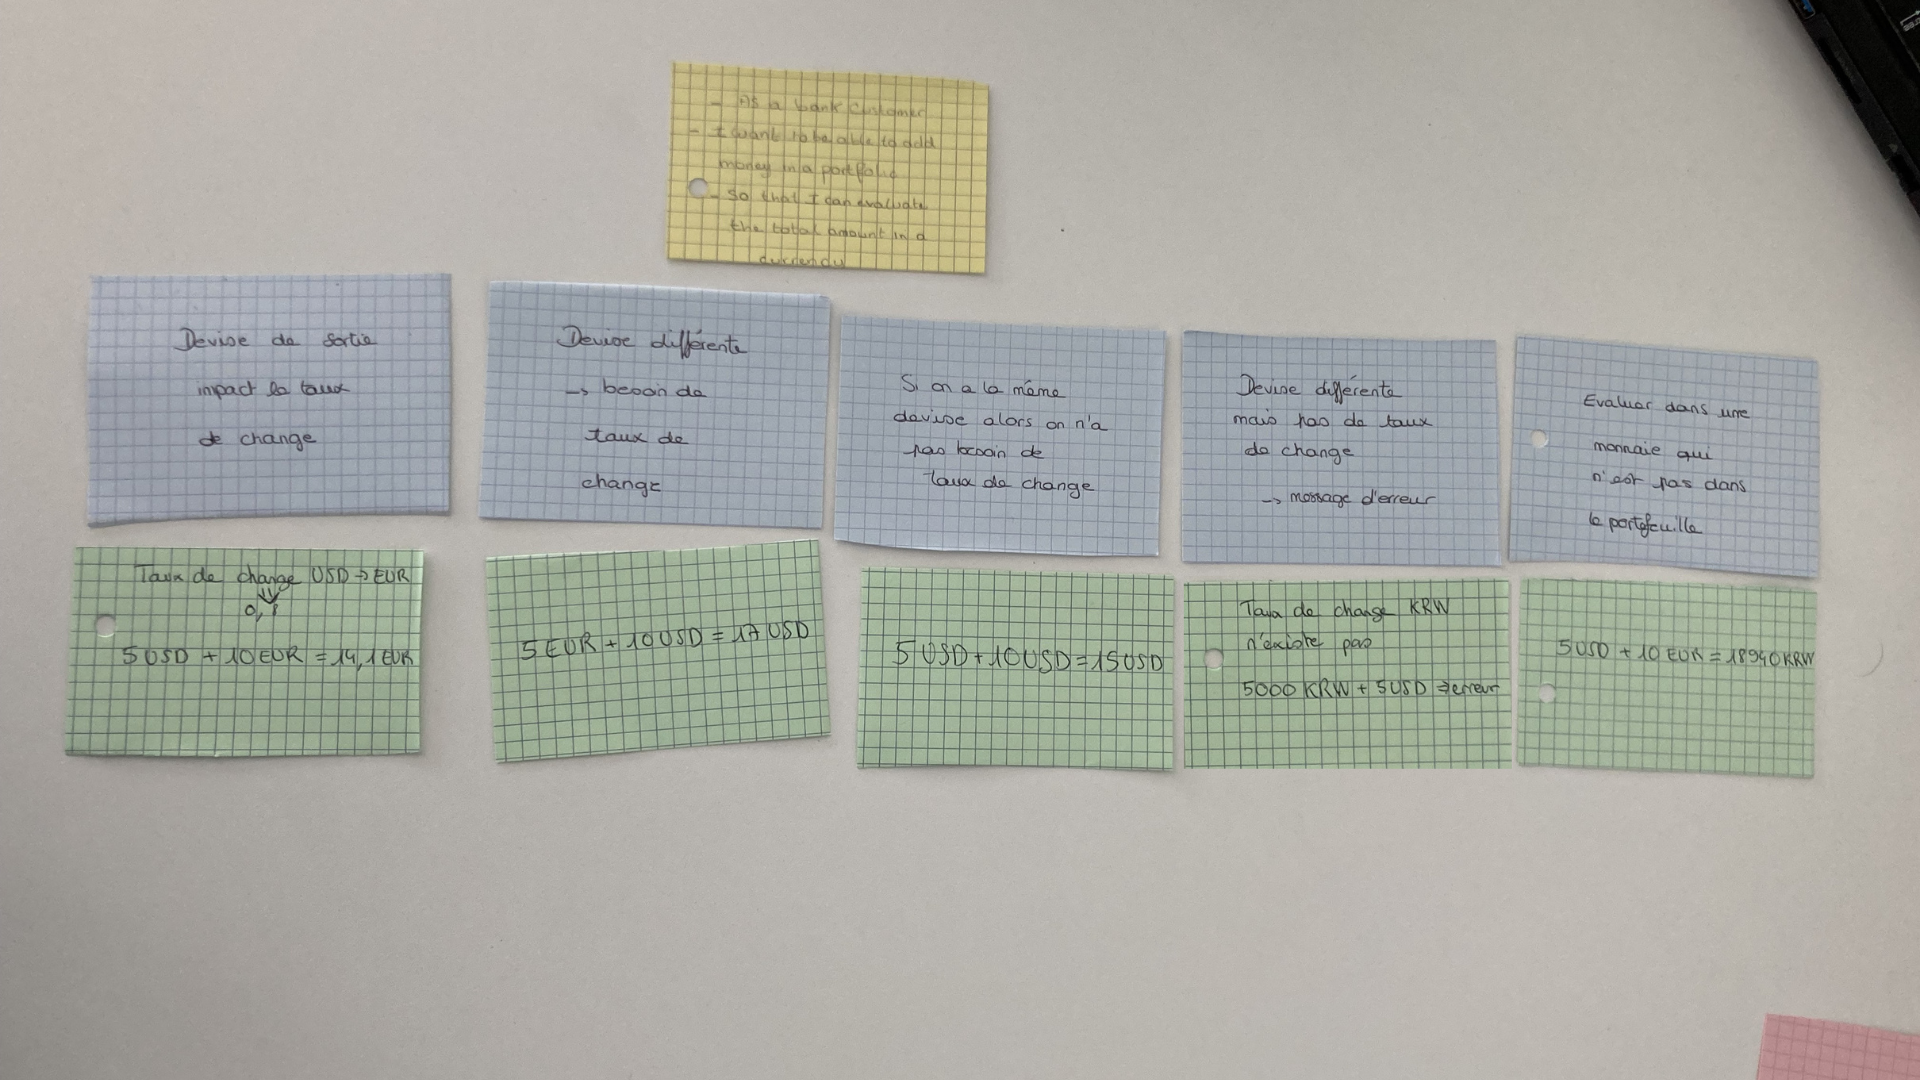 - As a bank Customer
- I want to be able to add
money in a portfolio
- So that I can evaluate
the total amount in a
Devise de sortie
impact le taux
de change
Devise différente
→ besoin de
taux de
change
Si on a la même
devise alors on n'a
pas besoin de
taux de change
Devise différente
mais pas de taux
de change
→ message d'erreur
Evaluer dans une
monnaie qui
n'est pas dans
le portefeuille
Taux de change USD → EUR
5 USD + 10 EUR = 14,1 EUR
5 EUR + 10 USD = 17 USD
5 USD + 10 USD = 15 USD
Taux de change KRW
n'existe pas
5000 KRW + 5 USD ⇒ erreur
5 USD + 10 EUR = 18940 KRW